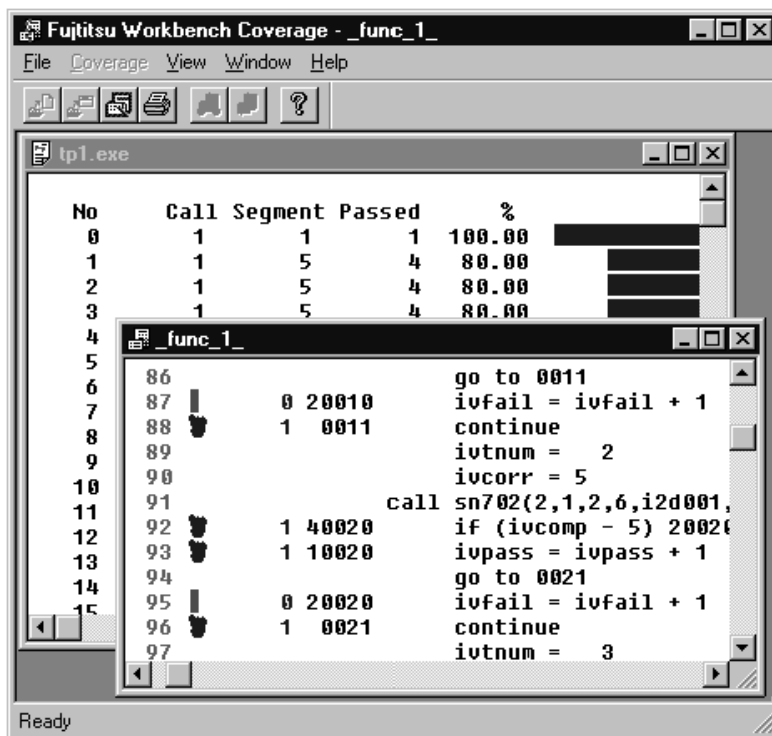 Fujitsu Workbench Coverage - _func_1_
File Coverage View Window Help
tp1.exe
No Call Segment Passed %
0 1 1 1 100.00
1 1 5 4 80.00
2 1 5 4 80.00
3 1 5 4 80.00
4
5
6
7
8
9
10
11
12
13
14
15
_func_1_
86 go to 0011
87 0 20010 ivfail = ivfail + 1
88 1 0011 continue
89 ivtnum = 2
90 ivcorr = 5
91 call sn702(2,1,2,6,i2d001,
92 1 40020 if (ivcomp - 5) 20020
93 1 10020 ivpass = ivpass + 1
94 go to 0021
95 0 20020 ivfail = ivfail + 1
96 1 0021 continue
97 ivtnum = 3
Ready